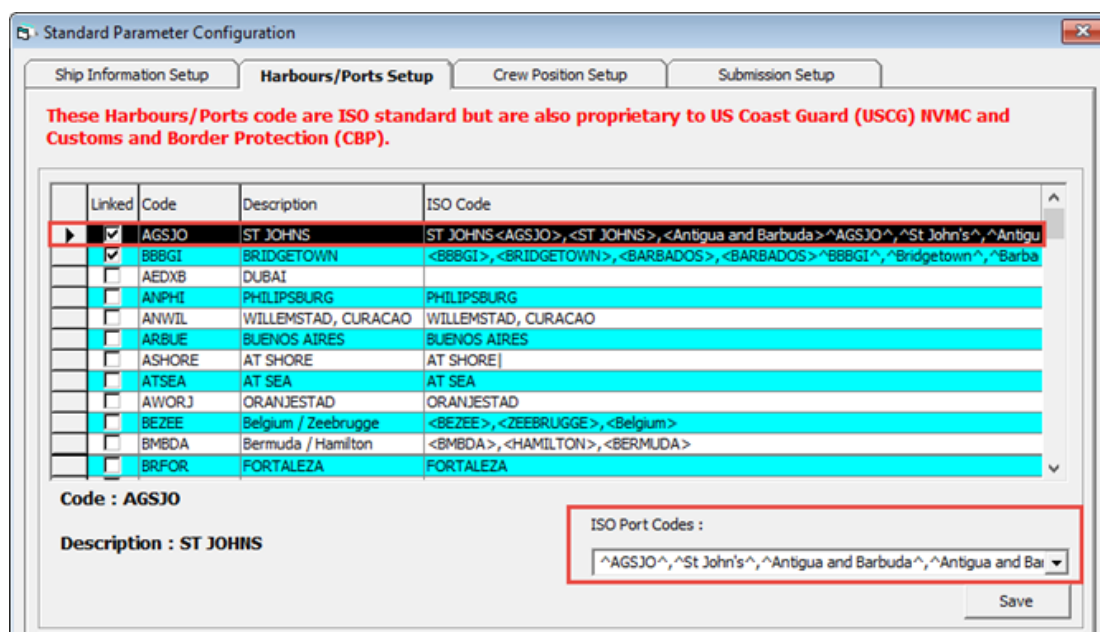 Standard Parameter Configuration
Ship Information Setup Harbours/Ports Setup Crew Position Setup Submission Setup
These Harbours/Ports code are ISO standard but are also proprietary to US Coast Guard (USCG) NVMC and
Customs and Border Protection (CBP).
Linked Code Description ISO Code
AGSJO ST JOHNS ST JOHNS<AGSJO>,<ST JOHNS>,<Antigua and Barbuda>^AGSJO^,^St John's^,^Antigu
BBBGI BRIDGETOWN <BBBGI>,<BRIDGETOWN>,<BARBADOS>,<BARBADOS>^BBBGI^,^Bridgetown^,^Barba
AEDXB DUBAI
ANPHI PHILIPSBURG PHILIPSBURG
ANWIL WILLEMSTAD, CURACAO WILLEMSTAD, CURACAO
ARBUE BUENOS AIRES BUENOS AIRES
ASHORE AT SHORE AT SHORE
ATSEA AT SEA AT SEA
AWORJ ORANJESTAD ORANJESTAD
BEZEE Belgium / Zeebrugge <BEZEE>,<ZEEBRUGGE>,<Belgium>
BMBDA Bermuda / Hamilton <BMBDA>,<HAMILTON>,<BERMUDA>
BRFOR FORTALEZA FORTALEZA
Code : AGSJO
Description : ST JOHNS
ISO Port Codes :
^AGSJO^,^St John's^,^Antigua and Barbuda^,^Antigua and Bar
Save